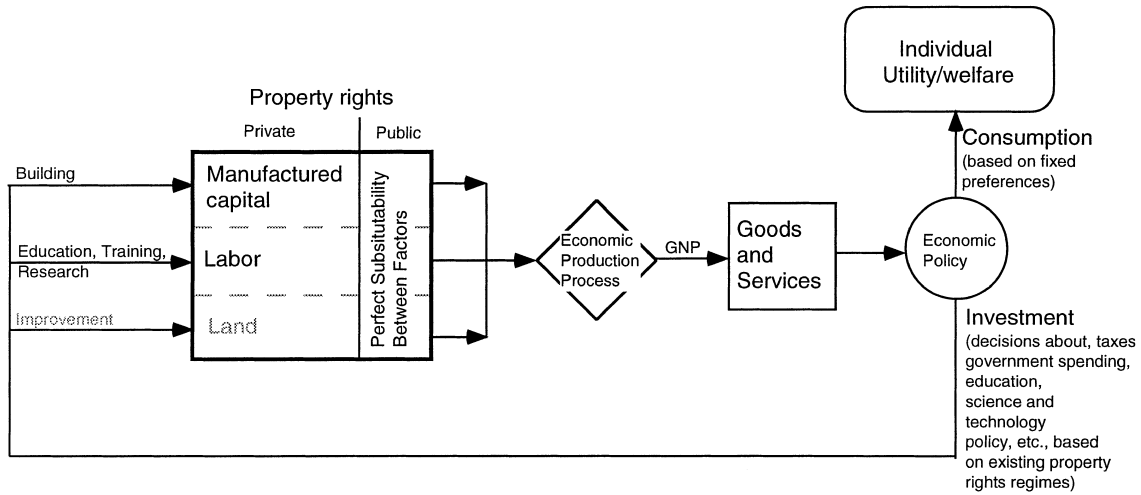 Individual
Utility/welfare
Property rights
Private
Public
Consumption
(based on fixed
preferences)
Building
Manufactured
capital
Perfect Subsitutability
Between Factors
Education, Training,
Research
Labor
Improvement
Land
Economic
Production
Process
GNP
Goods
and
Services
Economic
Policy
Investment
(decisions about, taxes
government spending,
education,
science and
technology
policy, etc., based
on existing property
rights regimes)